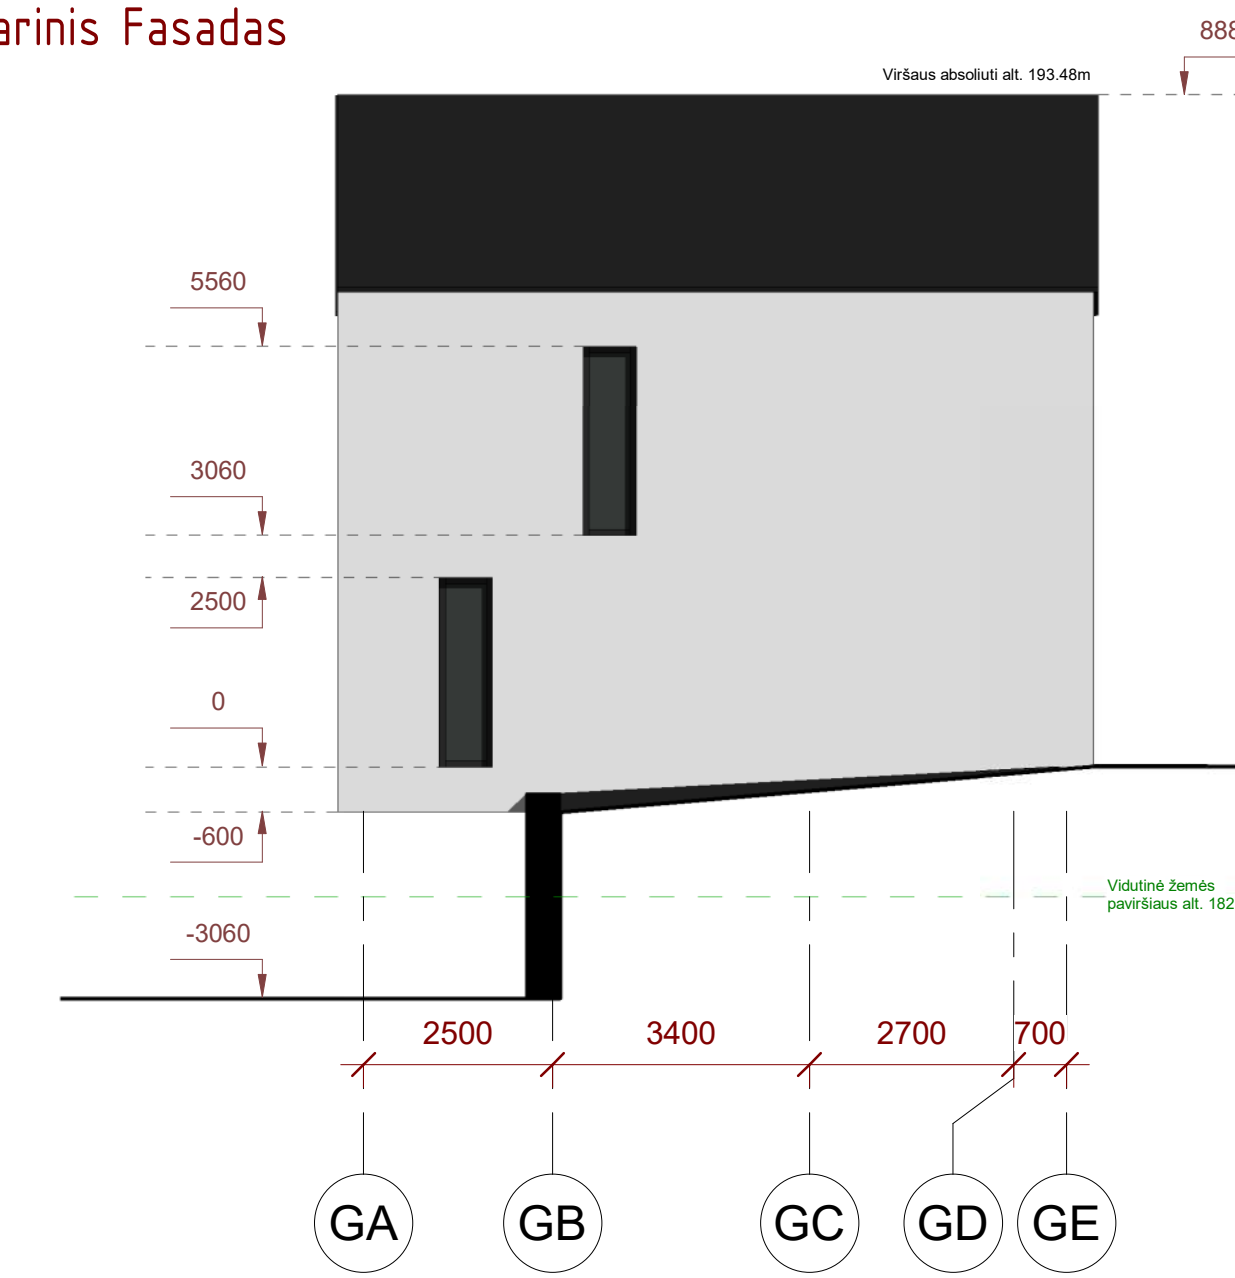 arinis Fasadas
888
Viršaus absoliuti alt. 193.48m
5560
3060
2500
0
-600
Vidutinė žemės
paviršiaus alt. 182
-3060
2500 3400 2700 700
GA GB GC GD GE